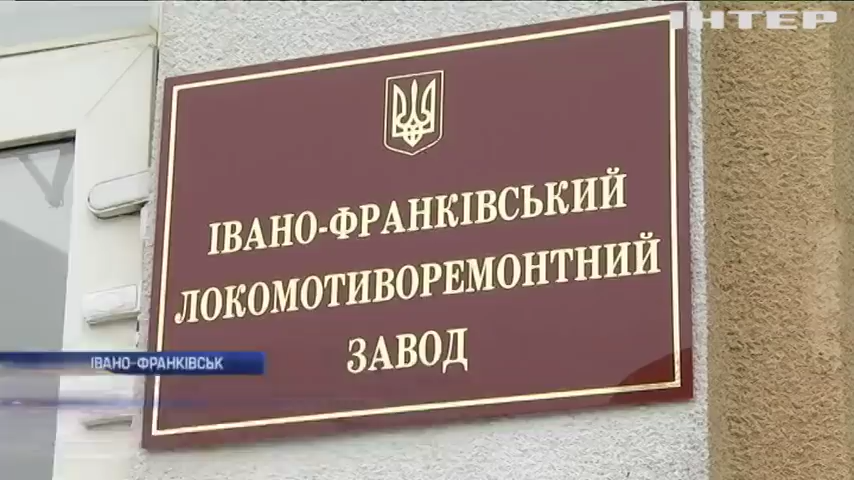 ІНТЕР
ІВАНО-ФРАНКІВСЬКИЙ
ЛОКОМОТИВОРЕМОНТНИЙ
ЗАВОД
ІВАНО-ФРАНКІВСЬК